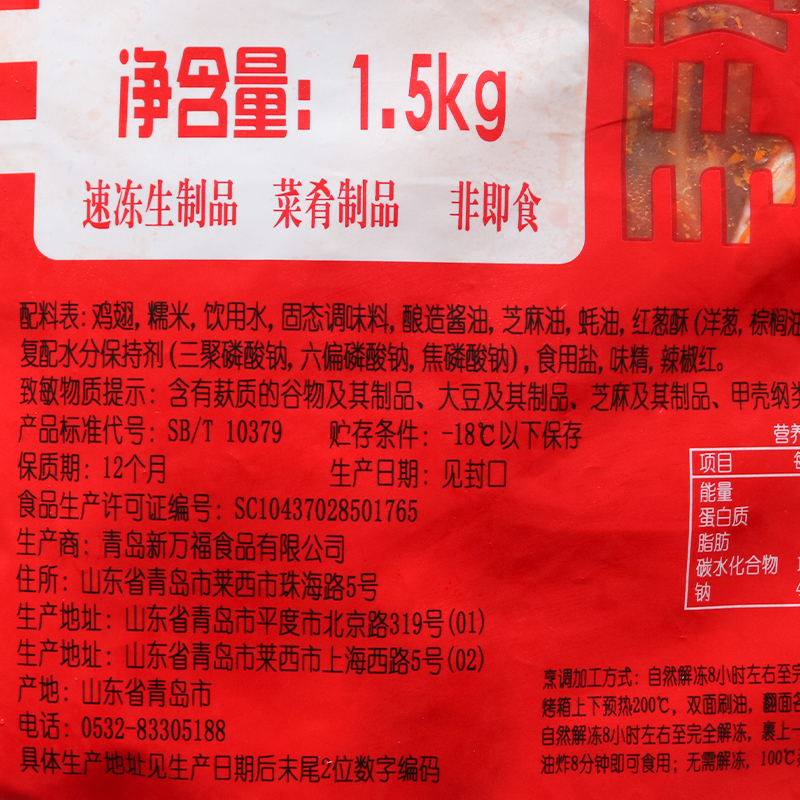 净含量：1.5kg
速冻生制品 菜肴制品 非即食
配料表：鸡翅，糯米，饮用水，固态调味料，酿造酱油，芝麻油，蚝油，红葱酥（洋葱，棕榈油
复配水分保持剂（三聚磷酸钠，六偏磷酸钠，焦磷酸钠），食用盐，味精，辣椒红。
致敏物质提示：含有麸质的谷物及其制品、大豆及其制品、芝麻及其制品、甲壳纲类
产品标准代号：SB/T 10379 贮存条件：-18℃以下保存
保质期：12个月 生产日期：见封口
食品生产许可证编号：SC10437028501765
生产商：青岛新万福食品有限公司
住所：山东省青岛市莱西市珠海路5号
生产地址：山东省青岛市平度市北京路319号(01)
生产地址：山东省青岛市莱西市上海西路5号(02)
产地：山东省青岛市
电话：0532-83305188
具体生产地址见生产日期后末尾2位数字编码
营养
项目 每
能量
蛋白质
脂肪
碳水化合物
钠
烹调加工方式：自然解冻8小时左右至完
烤箱上下预热200℃，双面刷油，翻面各
自然解冻8小时左右至完全解冻，裹上一
油炸8分钟即可食用；无需解冻，100℃蒸